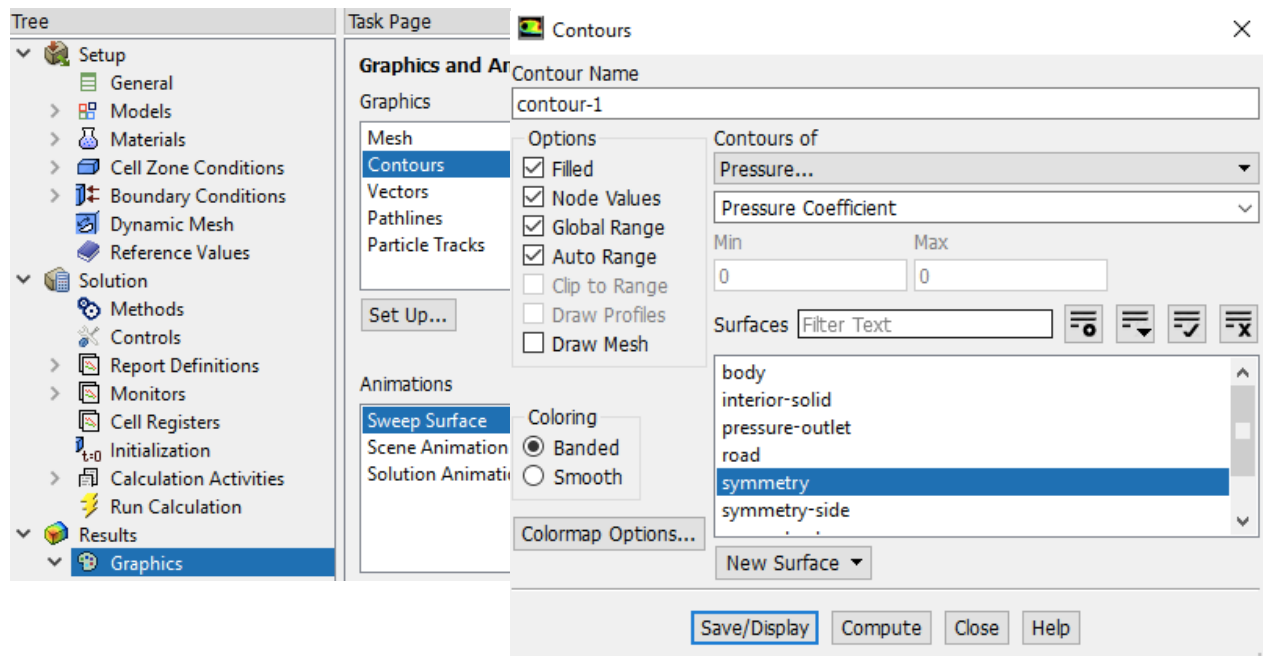 Tree
Setup
General
Models
Materials
Cell Zone Conditions
Boundary Conditions
Dynamic Mesh
Reference Values
Solution
Methods
Controls
Report Definitions
Monitors
Cell Registers
t=0 Initialization
Calculation Activities
Run Calculation
Results
Graphics
Task Page
Graphics and An
Graphics
Mesh
Contours
Vectors
Pathlines
Particle Tracks
Set Up...
Animations
Sweep Surface
Scene Animation
Solution Animati
Contours
Contour Name
contour-1
Options
Filled
Node Values
Global Range
Auto Range
Clip to Range
Draw Profiles
Draw Mesh
Coloring
Banded
Smooth
Colormap Options...
Contours of
Pressure...
Pressure Coefficient
Min Max
0 0
Surfaces Filter Text
body
interior-solid
pressure-outlet
road
symmetry
symmetry-side
New Surface
Save/Display Compute Close Help